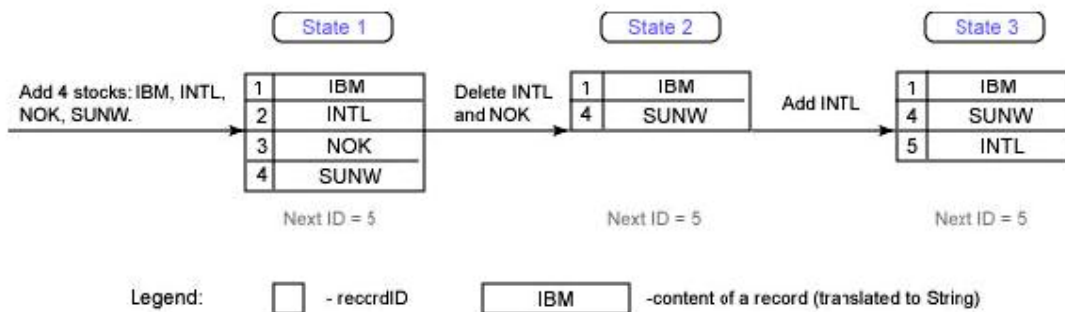 State 1
State 2
State 3
Add 4 stocks: IBM, INTL,
NOK, SUNW.
1 IBM
2 INTL
3 NOK
4 SUNW
Next ID = 5
Delete INTL
and NOK
1 IBM
4 SUNW
Next ID = 5
Add INTL
1 IBM
4 SUNW
5 INTL
Next ID = 5
Legend:
- recordID
IBM
-content of a record (translated to String)